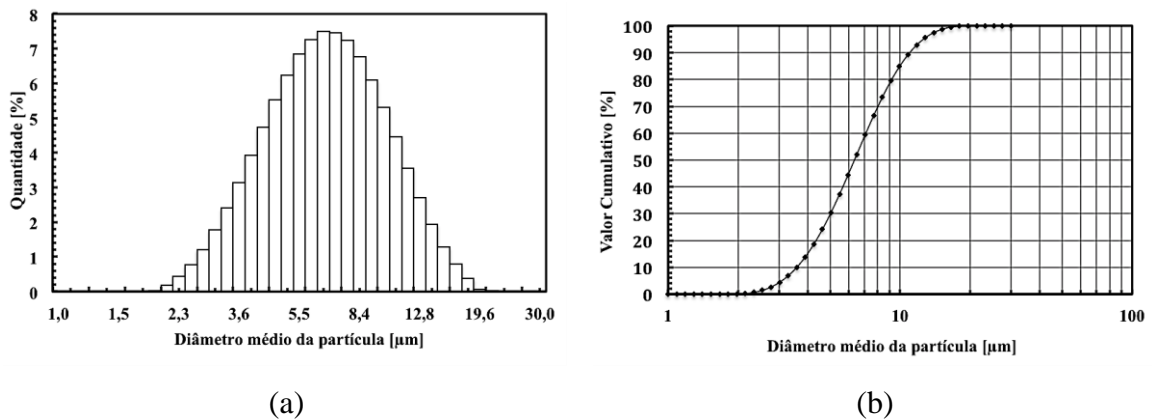 8
7
6
5
4
3
2
1
0
Quantidade [%]
1,0 1,5 2,3 3,6 5,5 8,4 12,8 19,6 30,0
Diâmetro médio da partícula [µm]
(a)
100
90
80
70
60
50
40
30
20
10
0
Valor Cumulativo [%]
1 10 100
Diâmetro médio da partícula [µm]
(b)